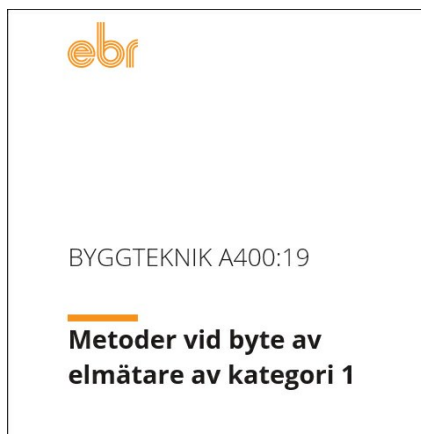 ebr
BYGGTEKNIK A400:19
Metoder vid byte av
elmätare av kategori 1